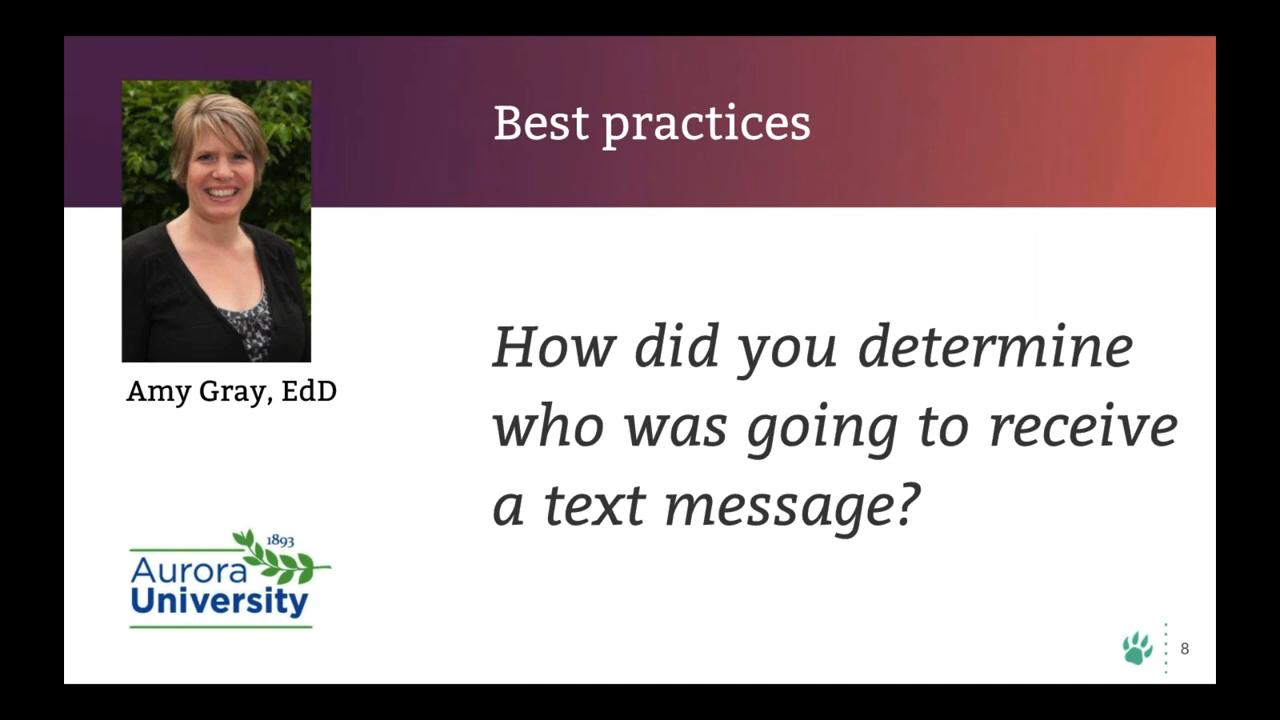 Best practices
Amy Gray, EdD
How did you determine
who was going to receive
a text message?
1893
Aurora
University
8